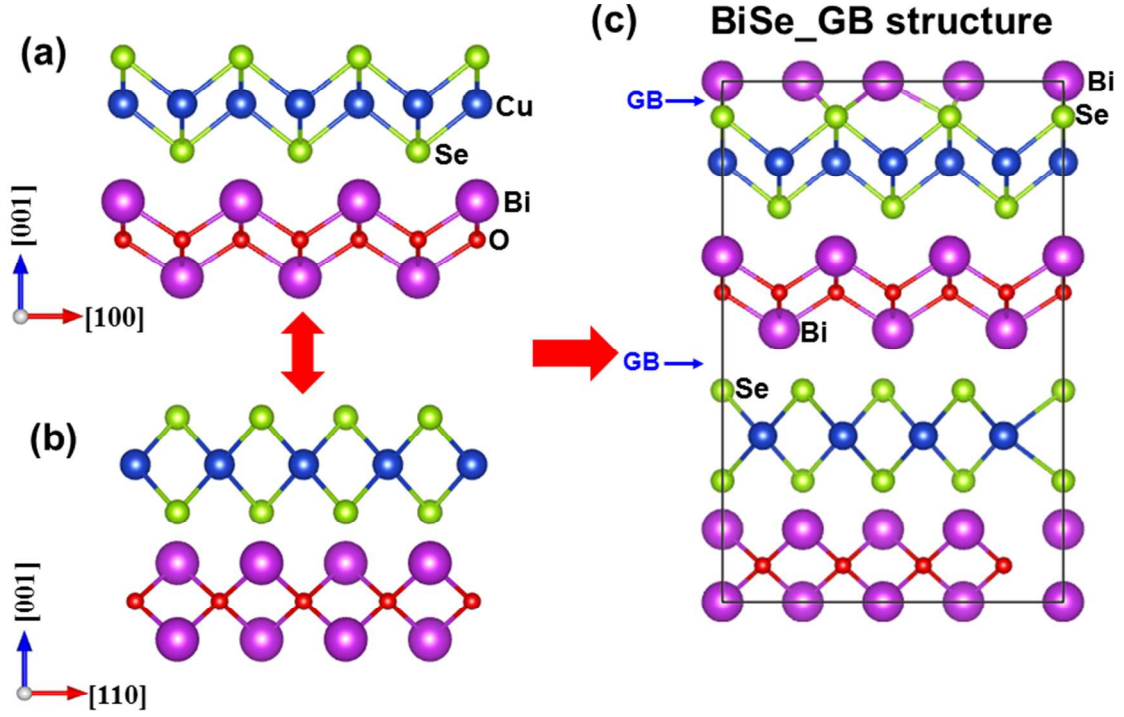 (a)
Cu
Se
Bi
O
[001]
[100]
(b)
[001]
[110]
(c)
BiSe_GB structure
Bi
GB
Se
Bi
GB
Se